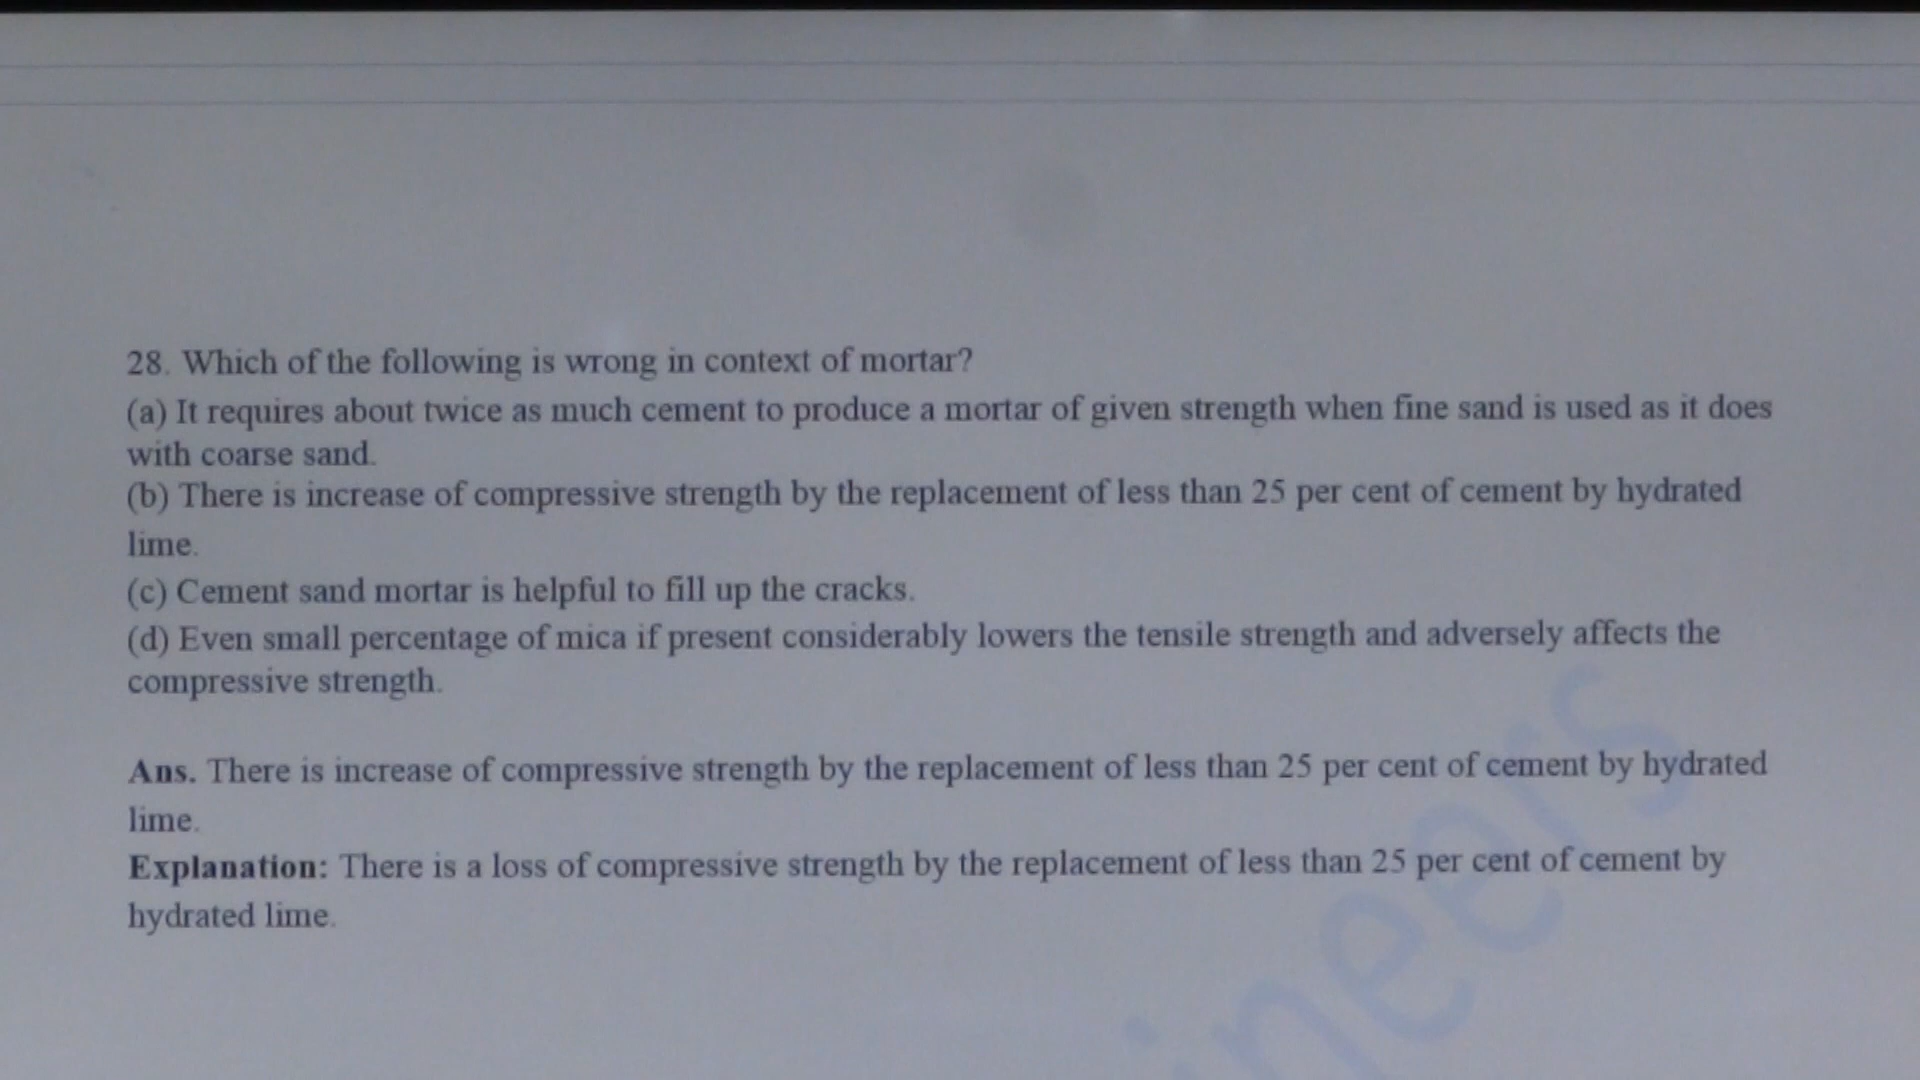 28. Which of the following is wrong in context of mortar?
(a) It requires about twice as much cement to produce a mortar of given strength when fine sand is used as it does
with coarse sand.
(b) There is increase of compressive strength by the replacement of less than 25 per cent of cement by hydrated
lime.
(c) Cement sand mortar is helpful to fill up the cracks.
(d) Even small percentage of mica if present considerably lowers the tensile strength and adversely affects the
compressive strength.
Ans. There is increase of compressive strength by the replacement of less than 25 per cent of cement by hydrated
lime.
Explanation: There is a loss of compressive strength by the replacement of less than 25 per cent of cement by
hydrated lime.
ineers